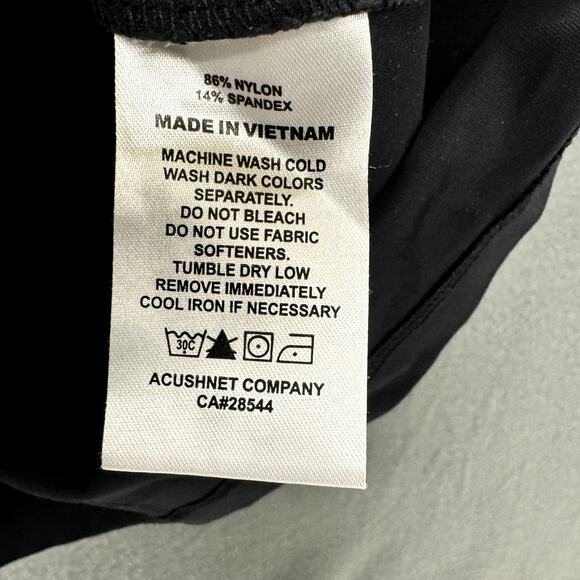 86% NYLON
14% SPANDEX
MADE IN VIETNAM
MACHINE WASH COLD
WASH DARK COLORS
SEPARATELY.
DO NOT BLEACH
DO NOT USE FABRIC
SOFTENERS.
TUMBLE DRY LOW
REMOVE IMMEDIATELY
COOL IRON IF NECESSARY
30C
ACUSHNET COMPANY
CA#28544